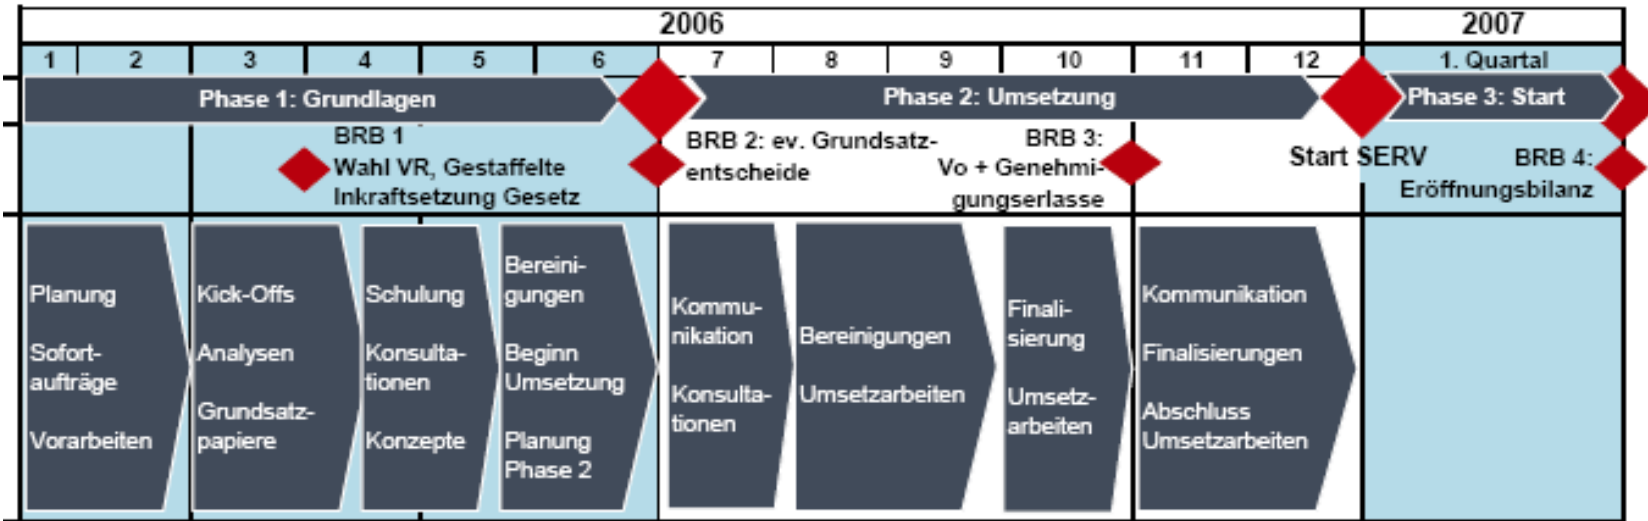 2006
2007
1 2 3 4 5 6 7 8 9 10 11 12 1. Quartal
Phase 1: Grundlagen
Phase 2: Umsetzung
Phase 3: Start
BRB 1
Wahl VR, Gestaffelte
Inkraftsetzung Gesetz
BRB 2: ev. Grundsatz-
entscheide
BRB 3:
Vo + Genehmi-
gungserlasse
Start SERV
BRB 4:
Eröffnungsbilanz
Planung
Sofort-
aufträge
Vorarbeiten
Kick-Offs
Analysen
Grundsatz-
papiere
Schulung
Konsulta-
tionen
Konzepte
Bereini-
gungen
Beginn
Umsetzung
Planung
Phase 2
Kommu-
nikation
Konsulta-
tionen
Bereinigungen
Umsetzarbeiten
Finali-
sierung
Umsetz-
arbeiten
Kommunikation
Finalisierungen
Abschluss
Umsetzarbeiten